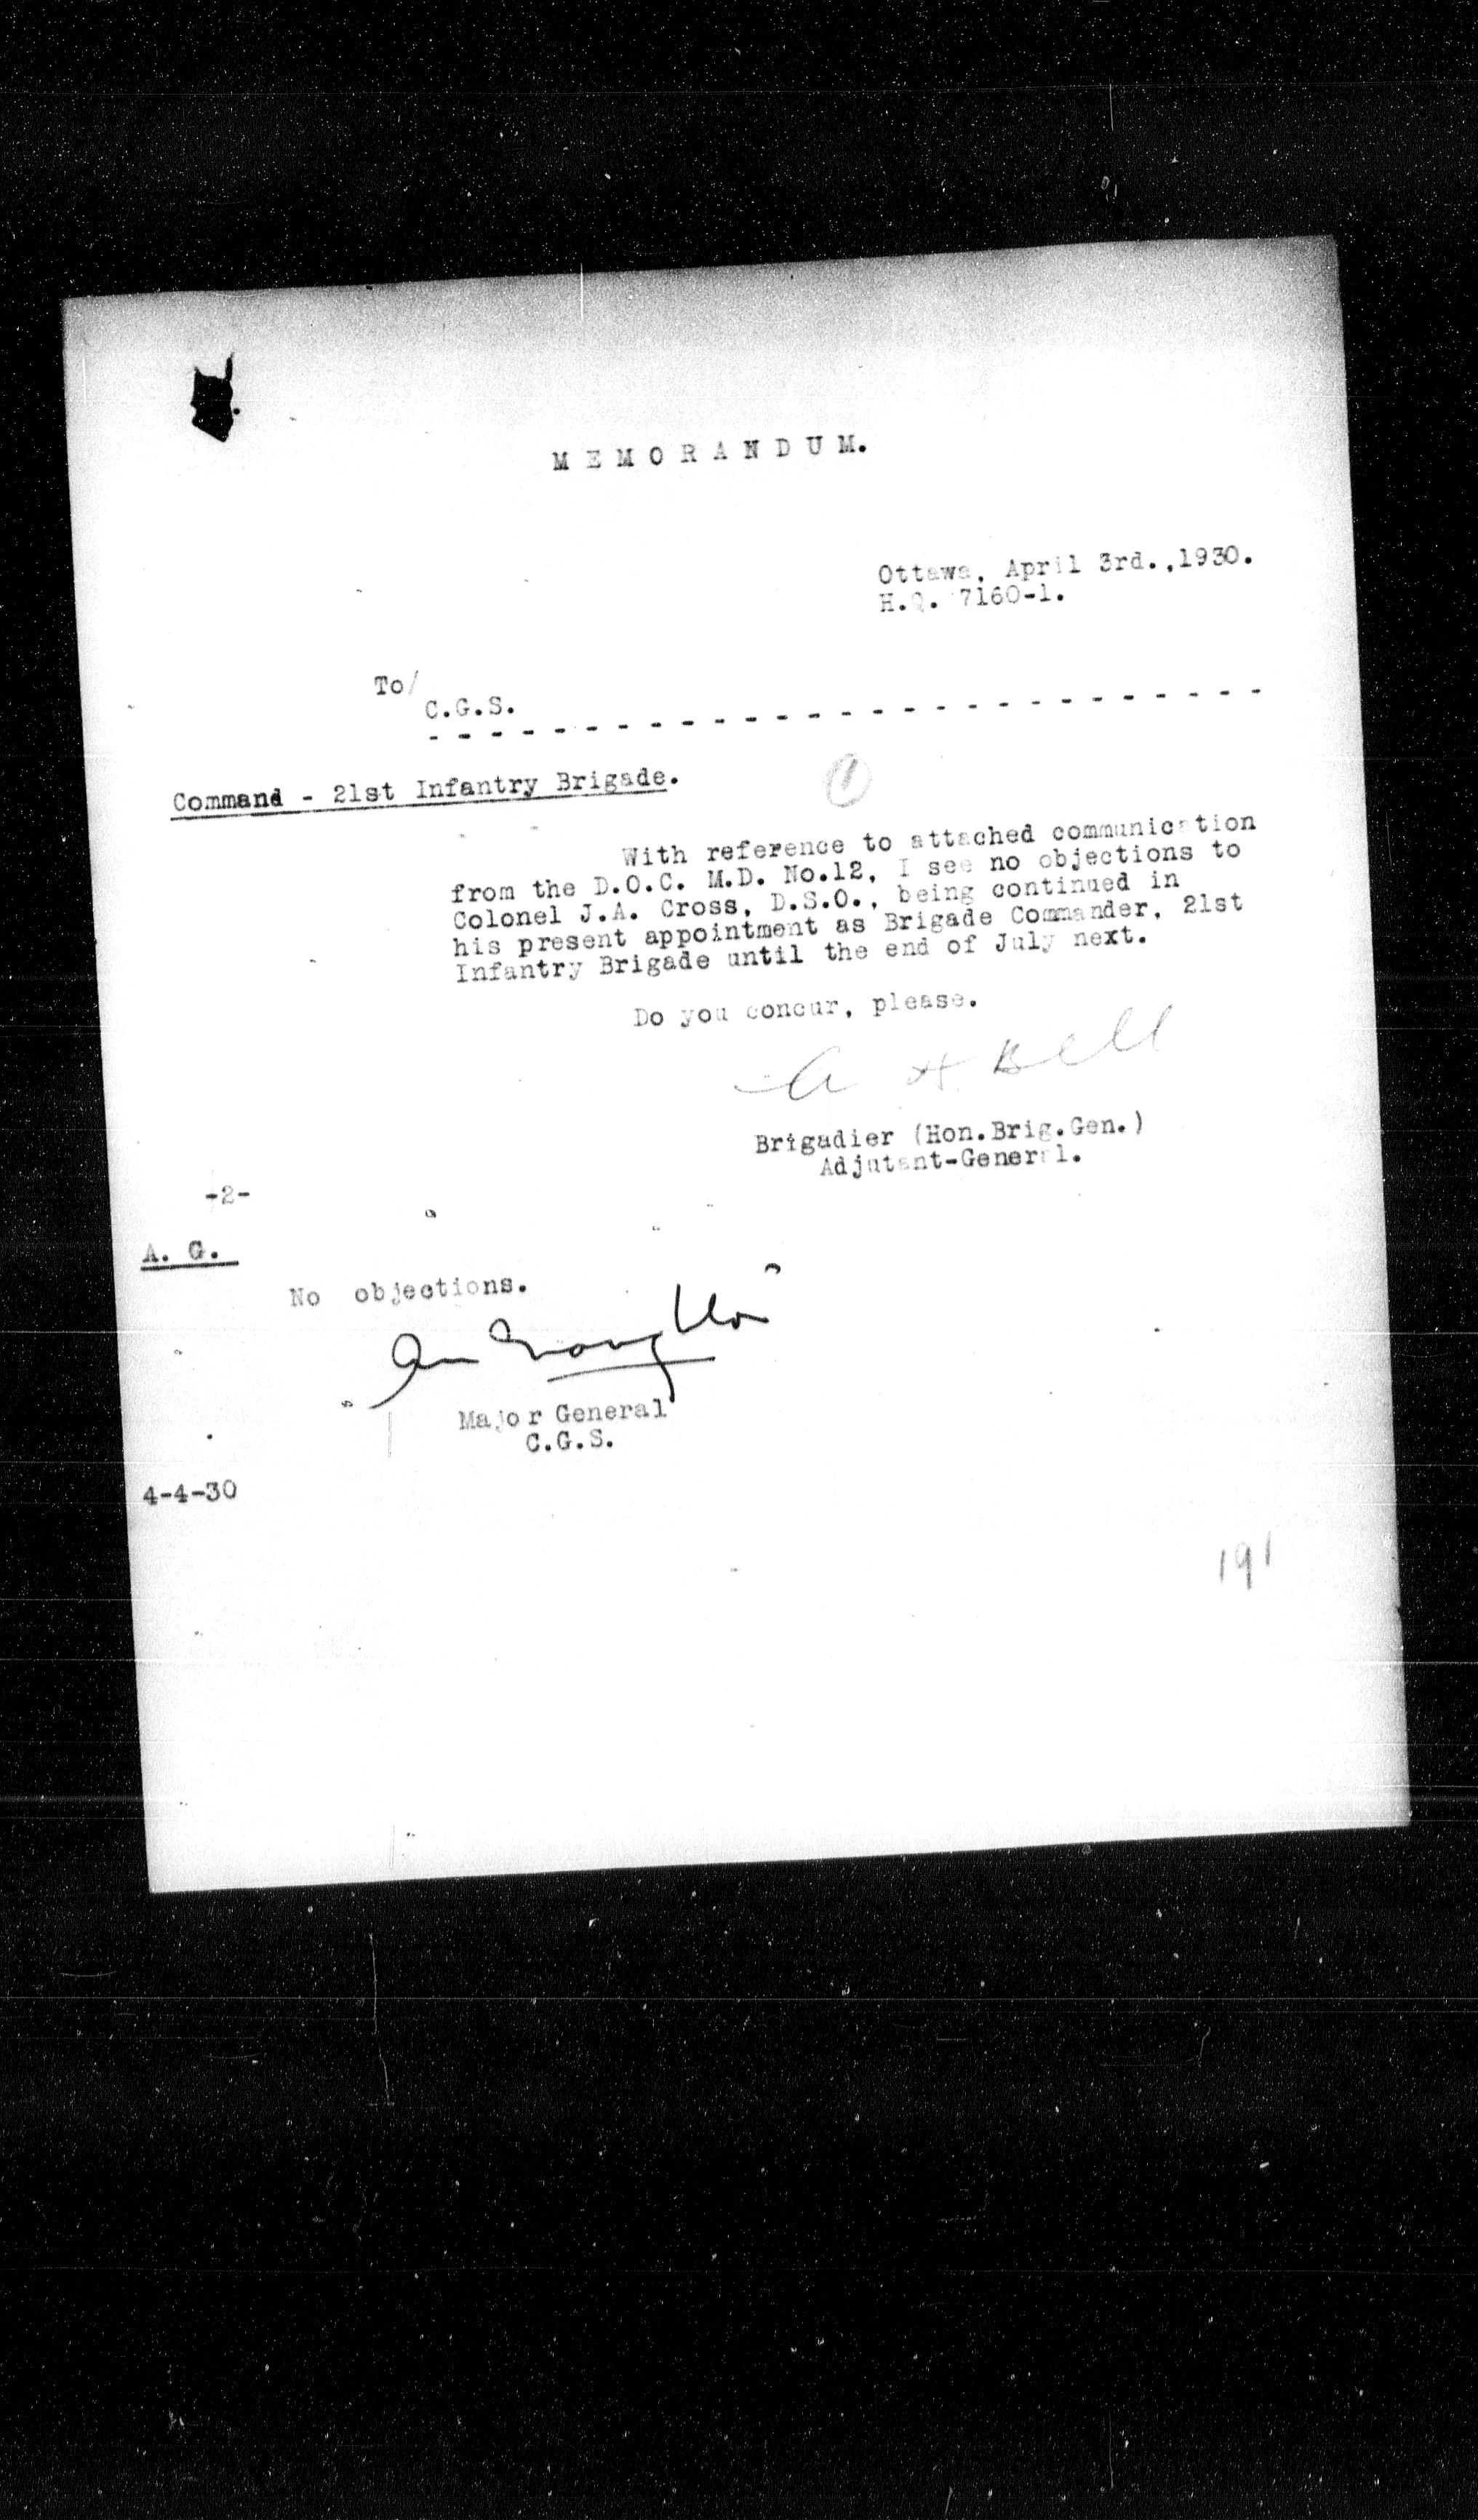 MEMORANDUM.
Ottawa, April 3rd.,1930.
H.Q. 7160-1.
To/
C.G.S.
- - - - - - - - - - - - - - - - - - - - - - - - - - -
Command - 21st Infantry Brigade.
1
With reference to attached communication
from the D.O.C. M.D. No.12, I see no objections to
Colonel J.A. Cross, D.S.O., being continued in
his present appointment as Brigade Commander, 21st
Infantry Brigade until the end of July next.
Do you concur, please.
A H Bell
Brigadier (Hon.Brig.Gen.)
Adjutant-General.
-2-
A. G.
No objections.
Major General
C.G.S.
4-4-30
191